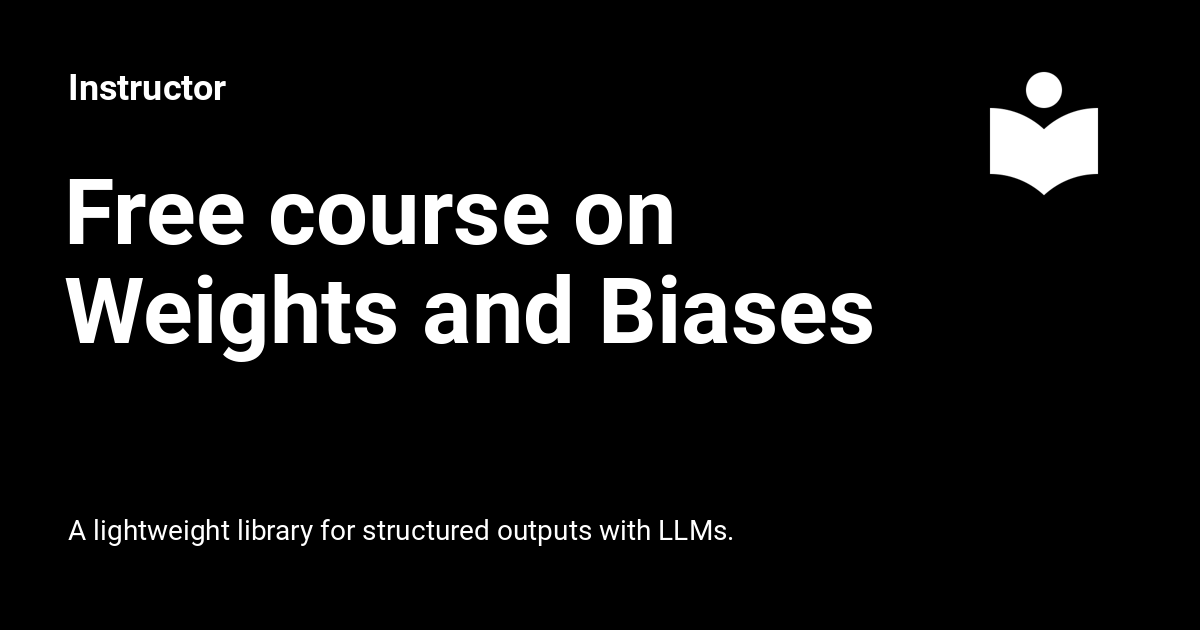 Instructor
Free course on
Weights and Biases
A lightweight library for structured outputs with LLMs.